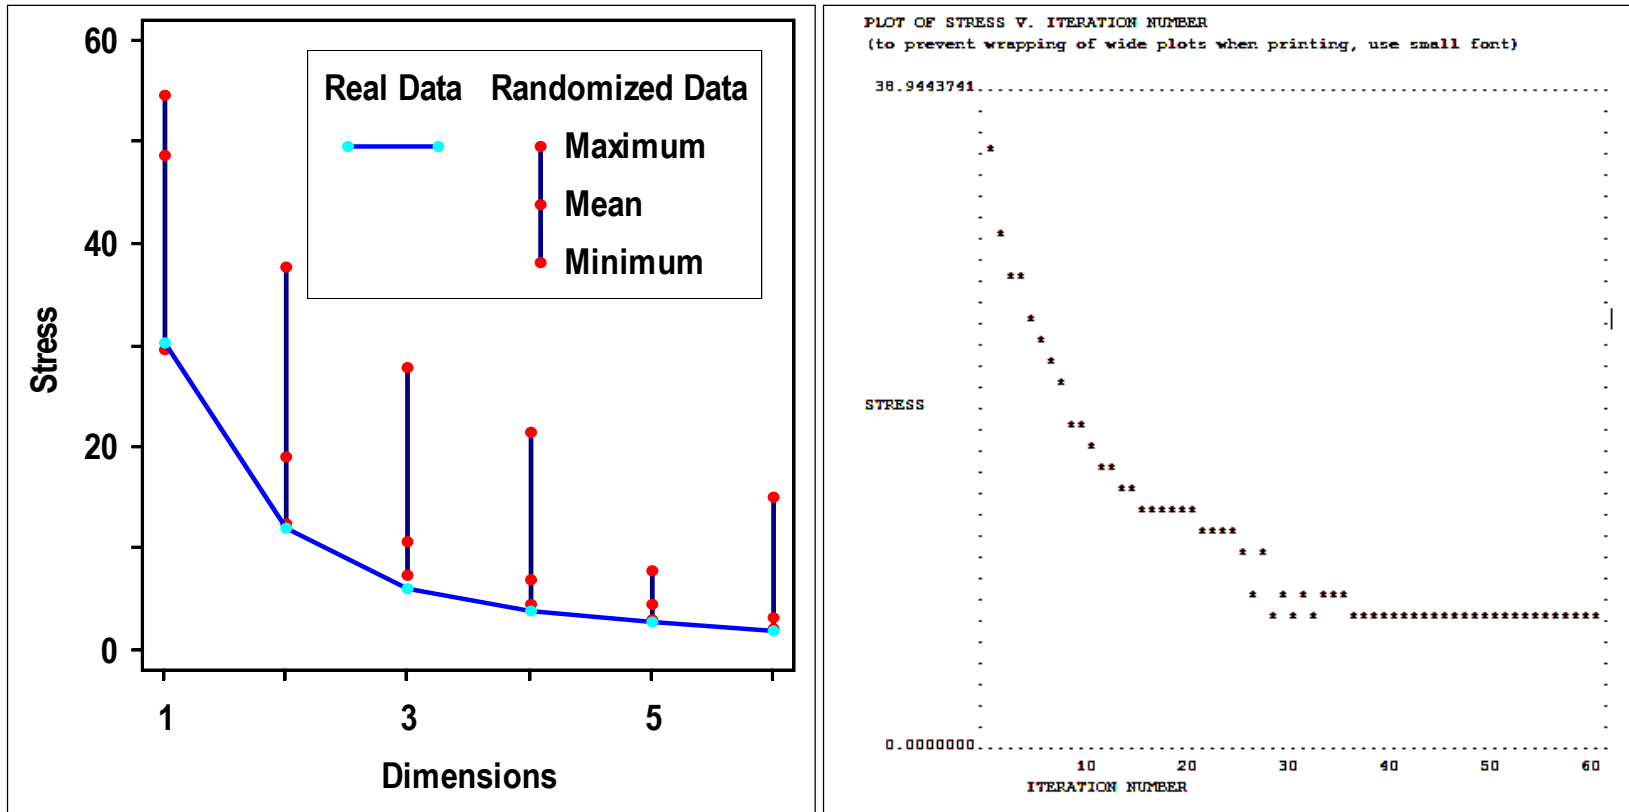 60
40
20
0
Stress
Real Data Randomized Data
Maximum
Mean
Minimum
1 3 5
Dimensions
PLOT OF STRESS V. ITERATION NUMBER
(to prevent wrapping of wide plots when printing, use small font)
38.9443741
STRESS
0.0000000
10 20 30 40 50 60
ITERATION NUMBER